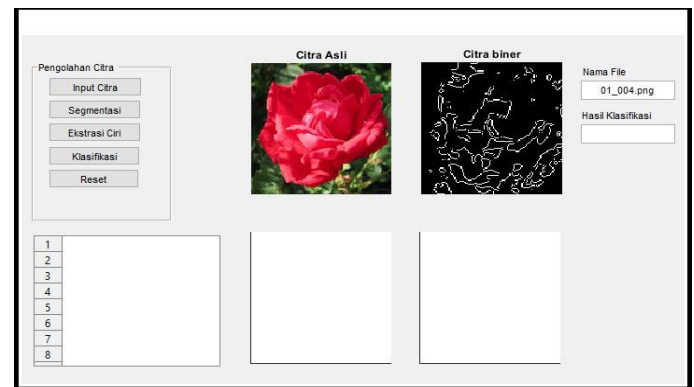 Pengolahan Citra
Input Citra
Segmentasi
Ekstrasi Ciri
Klasifikasi
Reset
Citra Asli
Citra biner
Nama File
01_004.png
Hasil Klasifikasi
1
2
3
4
5
6
7
8